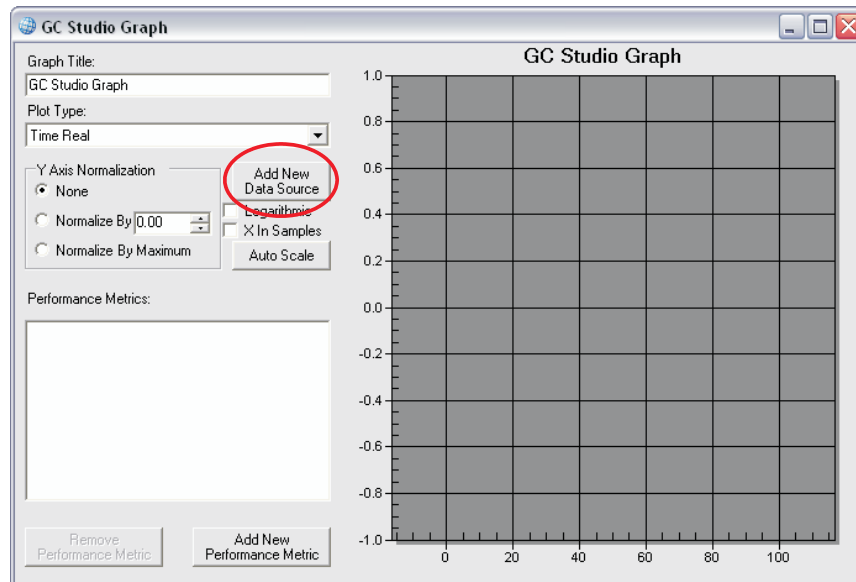 GC Studio Graph
Graph Title:
GC Studio Graph
Plot Type:
Time Real
Y Axis Normalization
None
Normalize By 0.00
Normalize By Maximum
Add New
Data Source
Logarithmic
X In Samples
Auto Scale
Performance Metrics:
Remove
Performance Metric
Add New
Performance Metric
GC Studio Graph
1.0
0.8
0.6
0.4
0.2
0.0
-0.2
-0.4
-0.6
-0.8
-1.0
0 20 40 60 80 100